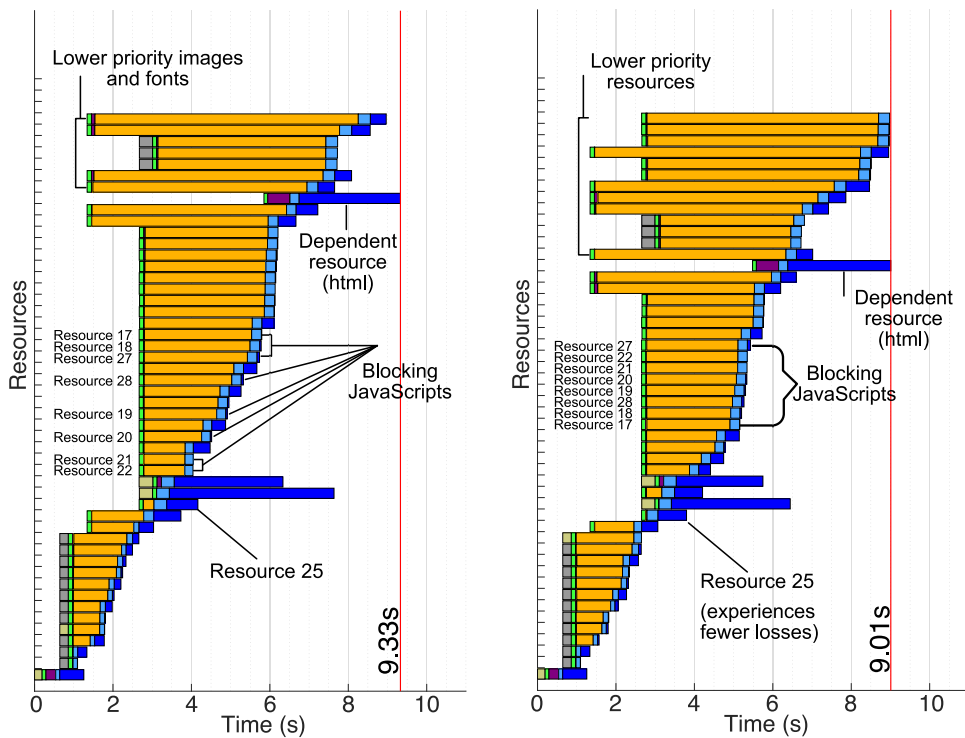 Lower priority images
and fonts
Dependent
resource
(html)
Resource 17
Resource 18
Resource 27
Resource 28
Resource 19
Resource 20
Resource 21
Resource 22
Blocking
JavaScripts
Resource 25
9.33s
Resources
0 2 4 6 8 10
Time (s)
Lower priority
resources
Dependent
resource
(html)
Resource 27
Resource 22
Resource 21
Resource 20
Resource 19
Resource 28
Resource 18
Resource 17
Blocking
JavaScripts
Resource 25
(experiences
fewer losses)
9.01s
Resources
0 2 4 6 8 10
Time (s)